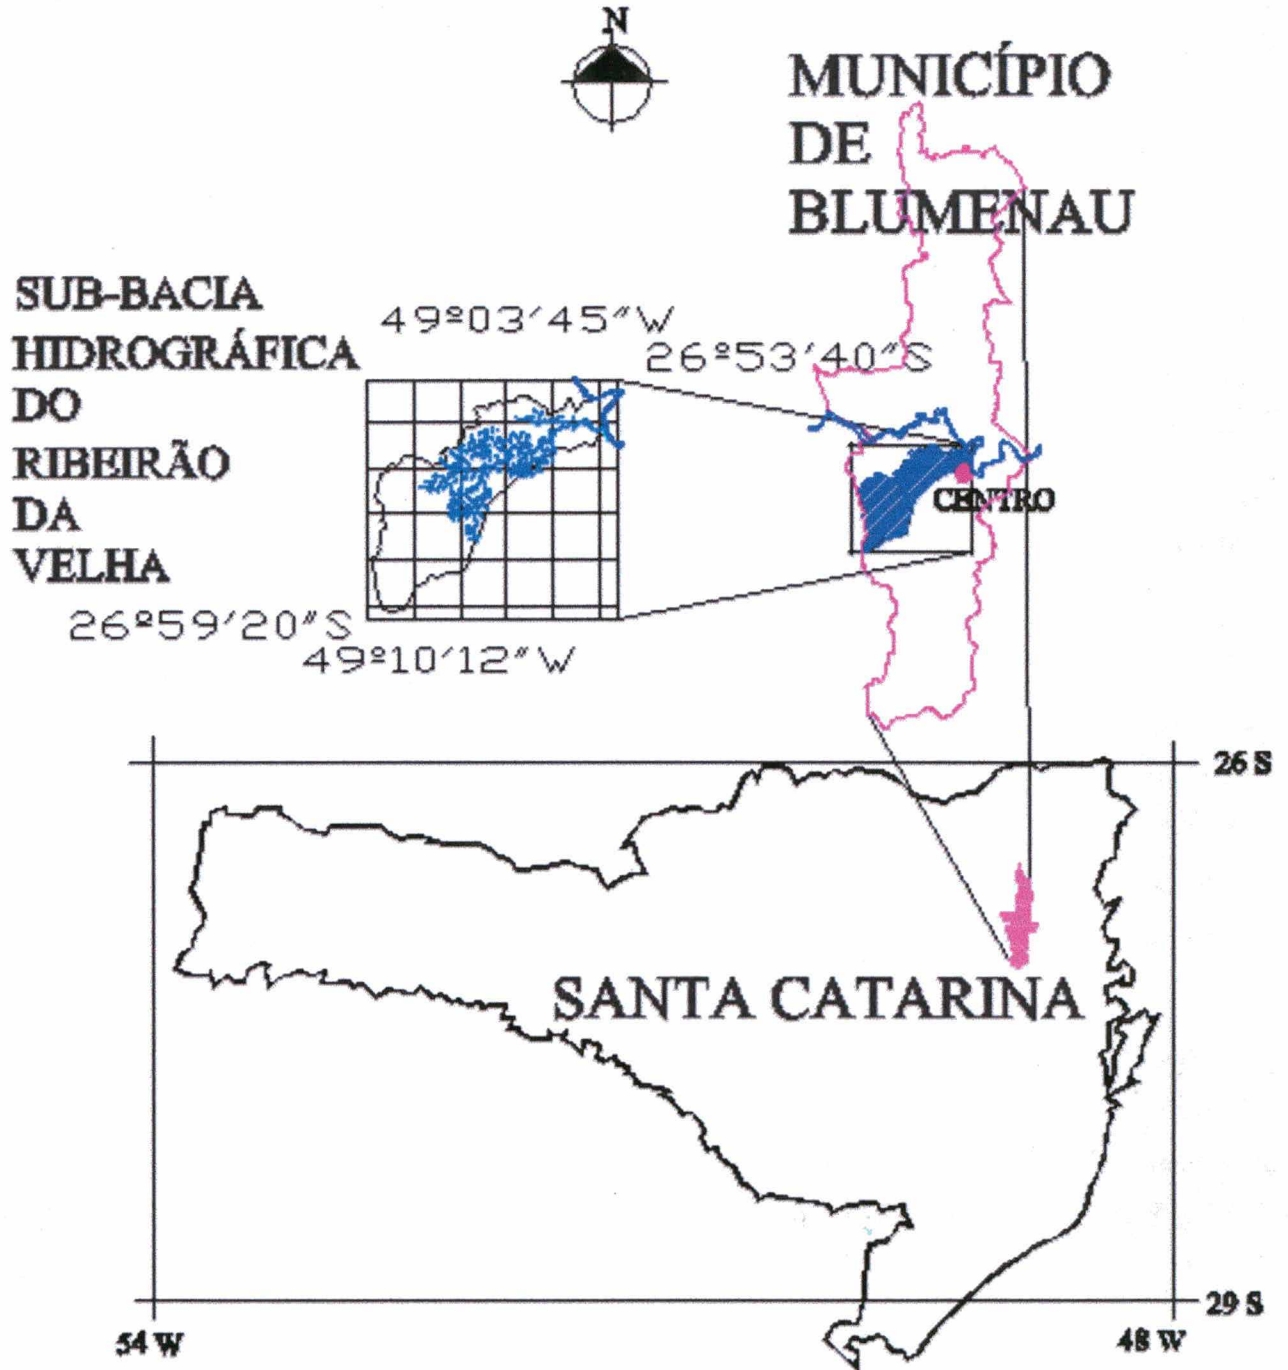 N
MUNICÍPIO
DE
BLUMENAU
SUB-BACIA
HIDROGRÁFICA
DO
RIBEIRÃO
DA
VELHA
49º03'45"W
26º53'40"S
CENTRO
26º59'20"S
49º10'12"W
26 S
SANTA CATARINA
29 S
54 W
48 W